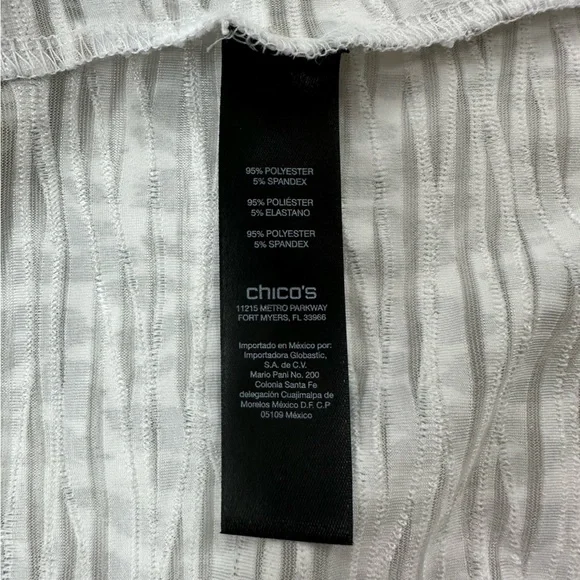 95% POLYESTER
5% SPANDEX
95% POLIÉSTER
5% ELASTANO
95% POLYESTER
5% SPANDEX
chico's
11215 METRO PARKWAY
FORT MYERS, FL 33966
Importado en México por:
Importadora Globastic,
S.A. de C.V.
Mario Pani No. 200
Colonia Santa Fe
delegación Cuajimalpa de
Morelos México D.F. C.P
05109 México